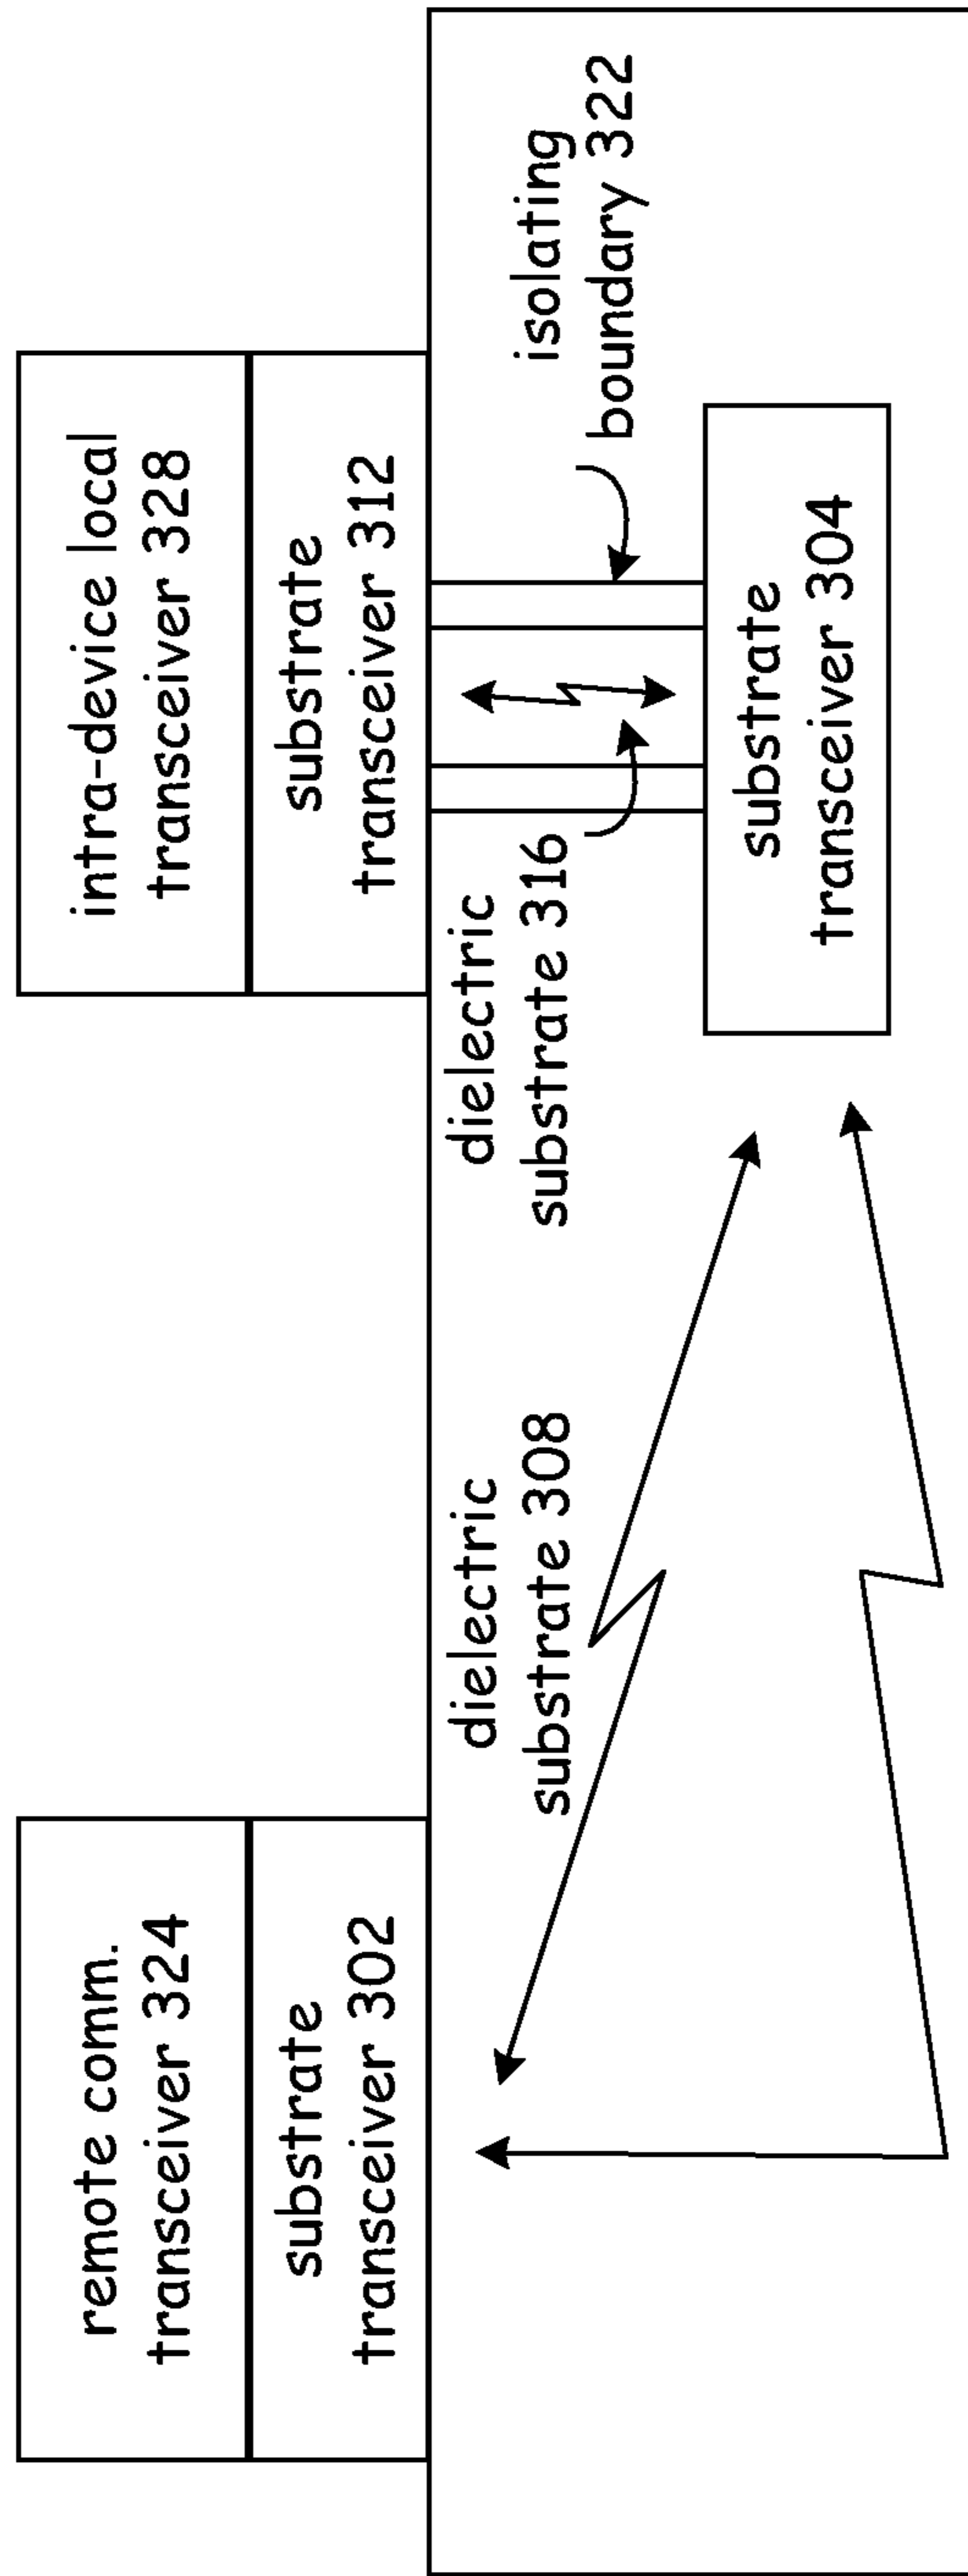 remote comm.
transceiver 324
substrate
transceiver 302
intra-device local
transceiver 328
substrate
transceiver 312
dielectric
substrate 308
dielectric
substrate 316
isolating
boundary 322
substrate
transceiver 304